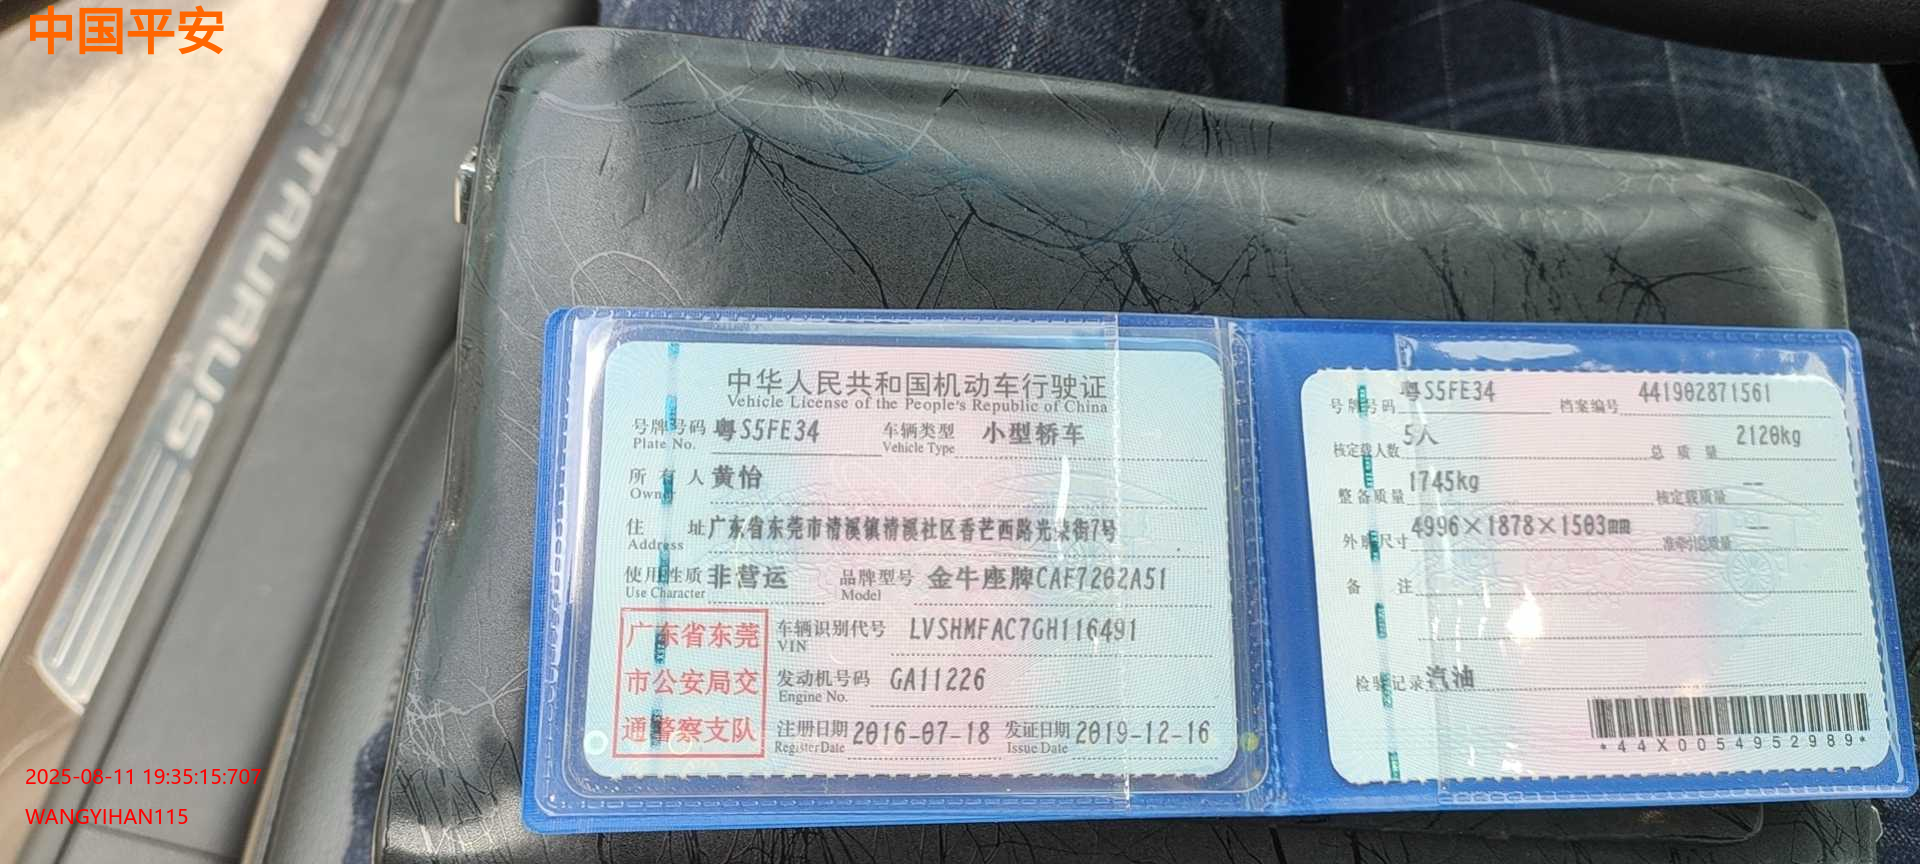 中国平安
TAURUS
中华人民共和国机动车行驶证
Vehicle License of the People's Republic of China
号牌号码 粤S5FE34 车辆类型 小型轿车
Plate No. Vehicle Type
所有人 黄怡
Owner
住址 广东省东莞市清溪镇清溪社区香芒西路光荣街7号
Address
使用性质 非营运 品牌型号 金牛座牌CAF7202A51
Use Character Model
广东省东莞
市公安局交
通警察支队
车辆识别代号 LVSHMFAC7GH116491
VIN
发动机号码 GA11226
Engine No.
注册日期 2016-07-18 发证日期 2019-12-16
Register Date Issue Date
号牌号码 粤S5FE34 档案编号 441902871561
核定载人数 5人 总质量 2120kg
整备质量 1745kg 核定载质量 --
外廓尺寸 4996×1878×1503mm 准牵引总质量 --
备注
检验记录 汽油
*44X0054952989*
2025-08-11 19:35:15:707
WANGYIHAN115